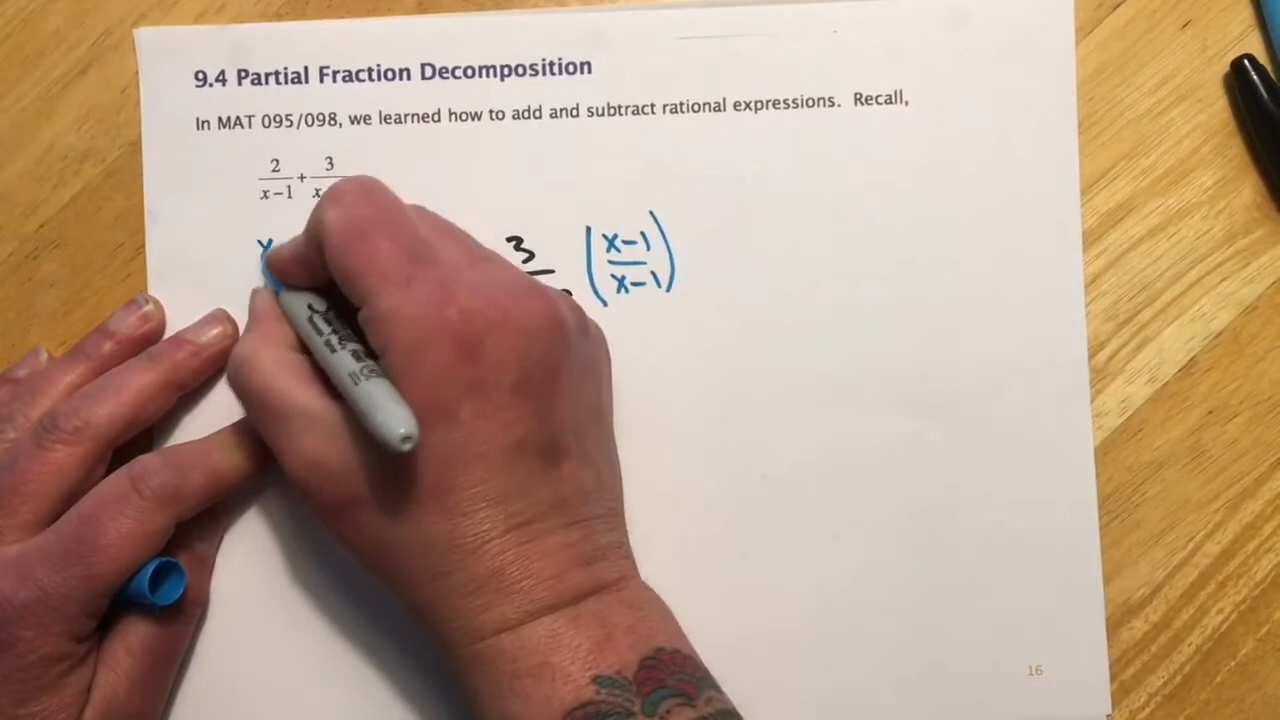 9.4 Partial Fraction Decomposition
In MAT 095/098, we learned how to add and subtract rational expressions. Recall,
2 3
+
x−1 x
x 3 (x−1
x−1)
16